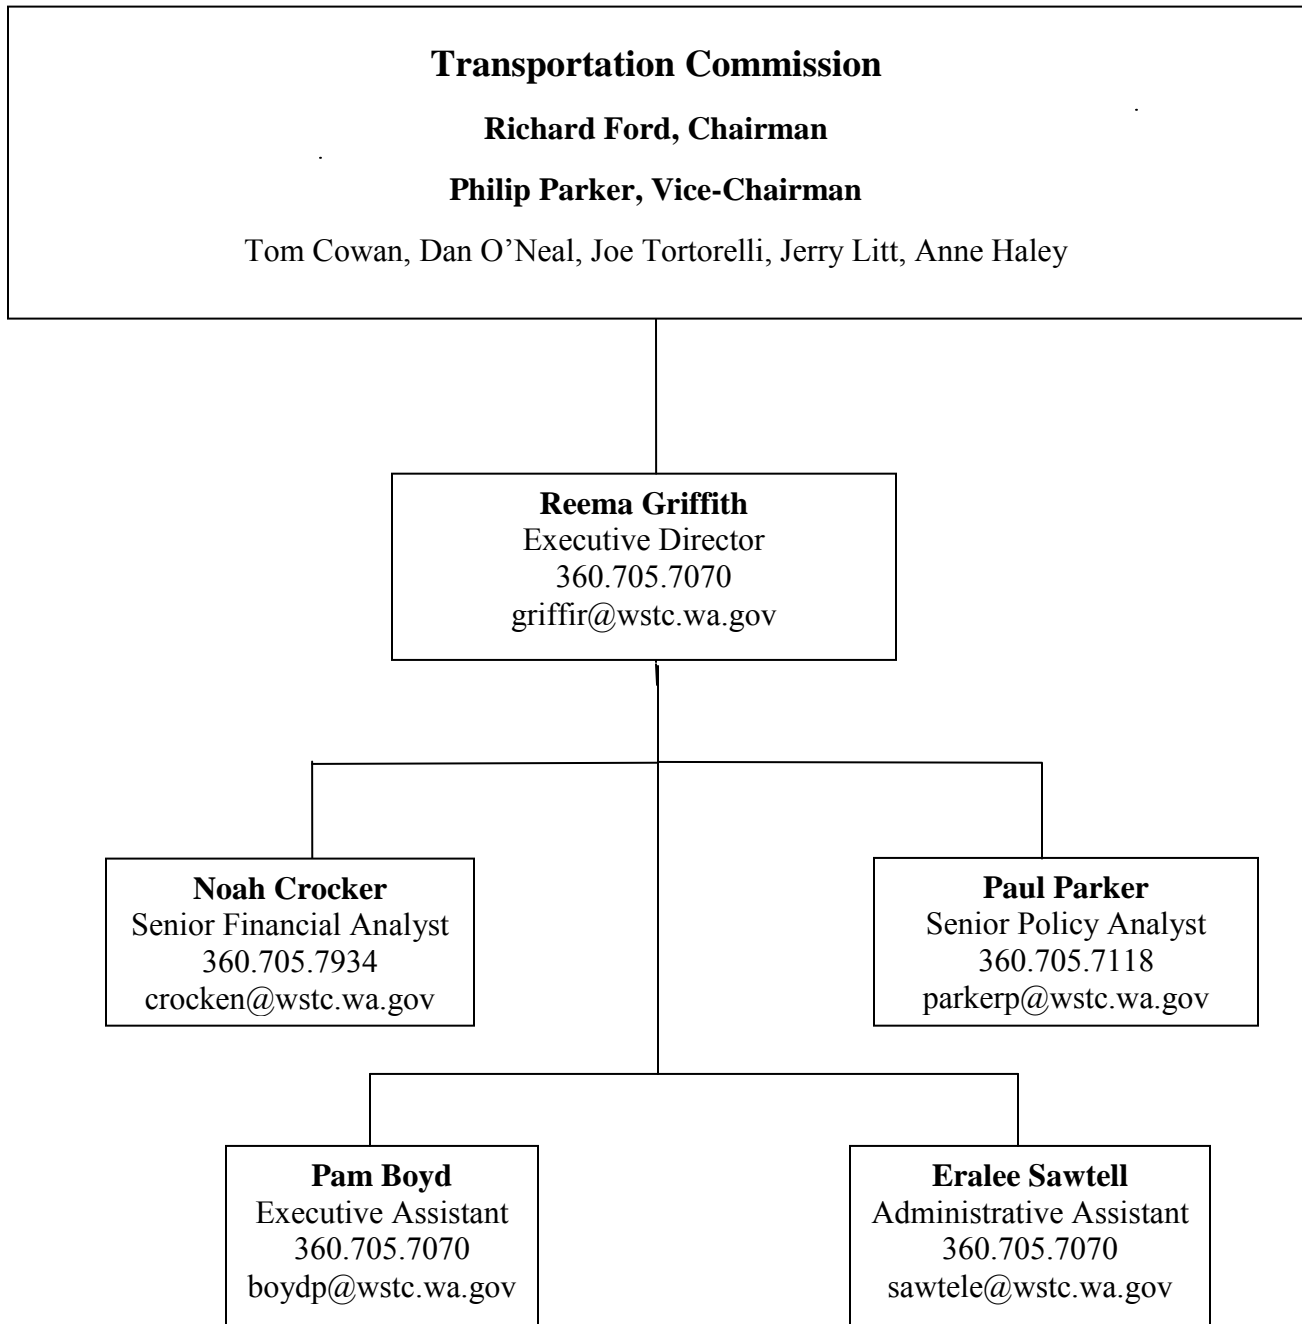 Transportation Commission
Richard Ford, Chairman
Philip Parker, Vice-Chairman
Tom Cowan, Dan O’Neal, Joe Tortorelli, Jerry Litt, Anne Haley
Reema Griffith
Executive Director
360.705.7070
griffir@wstc.wa.gov
Noah Crocker
Senior Financial Analyst
360.705.7934
crocken@wstc.wa.gov
Paul Parker
Senior Policy Analyst
360.705.7118
parkerp@wstc.wa.gov
Pam Boyd
Executive Assistant
360.705.7070
boydp@wstc.wa.gov
Eralee Sawtell
Administrative Assistant
360.705.7070
sawtele@wstc.wa.gov